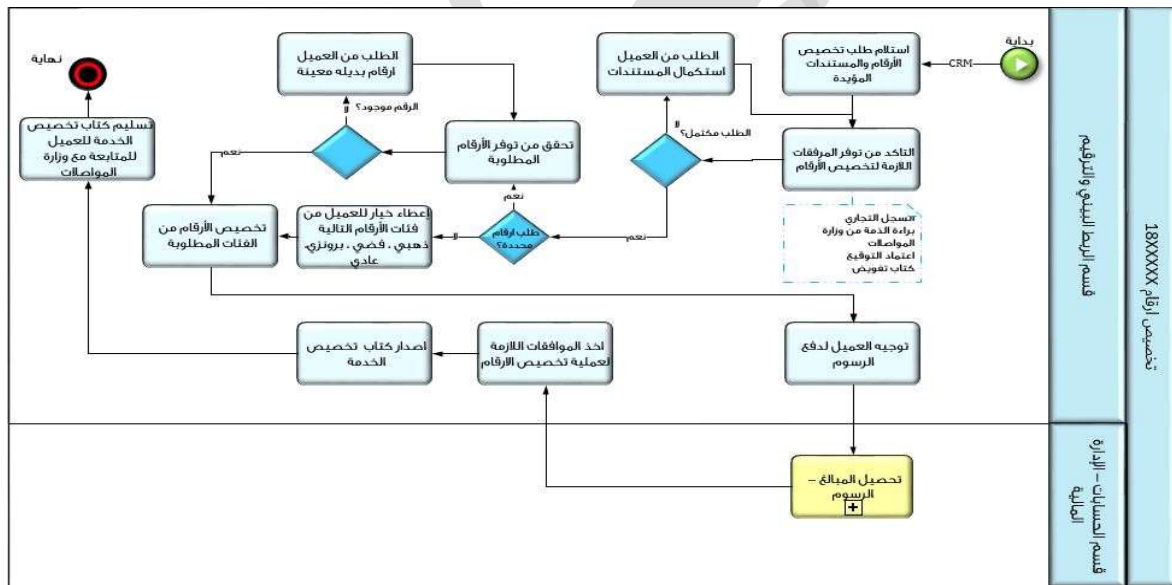 تخصيص ارقام 18XXXXX
قسم الربط البيني والترقيم
بداية
CRM
استلام طلب تخصيص
الأرقام والمستندات
المؤيدة
التأكد من توفر المرفقات
اللازمة لتخصيص الأرقام
السجل التجاري
براءة الذمة من وزارة
المواصلات
اعتماد التوقيع
كتاب تفويض
الطلب مكتمل؟
لا
الطلب من العميل
استكمال المستندات
نعم
طلب ارقام
محددة؟
نعم
تحقق من توفر الأرقام
المطلوبة
الرقم موجود؟
لا
الطلب من العميل
ارقام بديله معينة
نعم
لا
إعطاء خيار للعميل من
فئات الأرقام التالية
ذهبي ، فضي ، برونزي،
عادي
تخصيص الأرقام من
الفئات المطلوبة
توجيه العميل لدفع
الرسوم
اخذ الموافقات اللازمة
لعملية تخصيص الارقام
اصدار كتاب تخصيص
الخدمة
تسليم كتاب تخصيص
الخدمة للعميل
للمتابعة مع وزارة
المواصلات
نهاية
قسم الحسابات – الإدارة
المالية
تحصيل المبالغ –
الرسوم